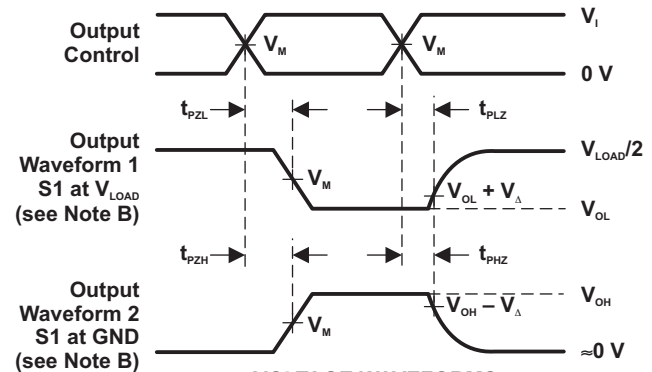 Output
Control
V_M
V_M
V_I
0 V
t_PZL
t_PLZ
Output
Waveform 1
S1 at V_LOAD
(see Note B)
V_M
V_OL + V_Δ
V_LOAD/2
V_OL
t_PZH
t_PHZ
Output
Waveform 2
S1 at GND
(see Note B)
V_M
V_OH – V_Δ
V_OH
≈0 V